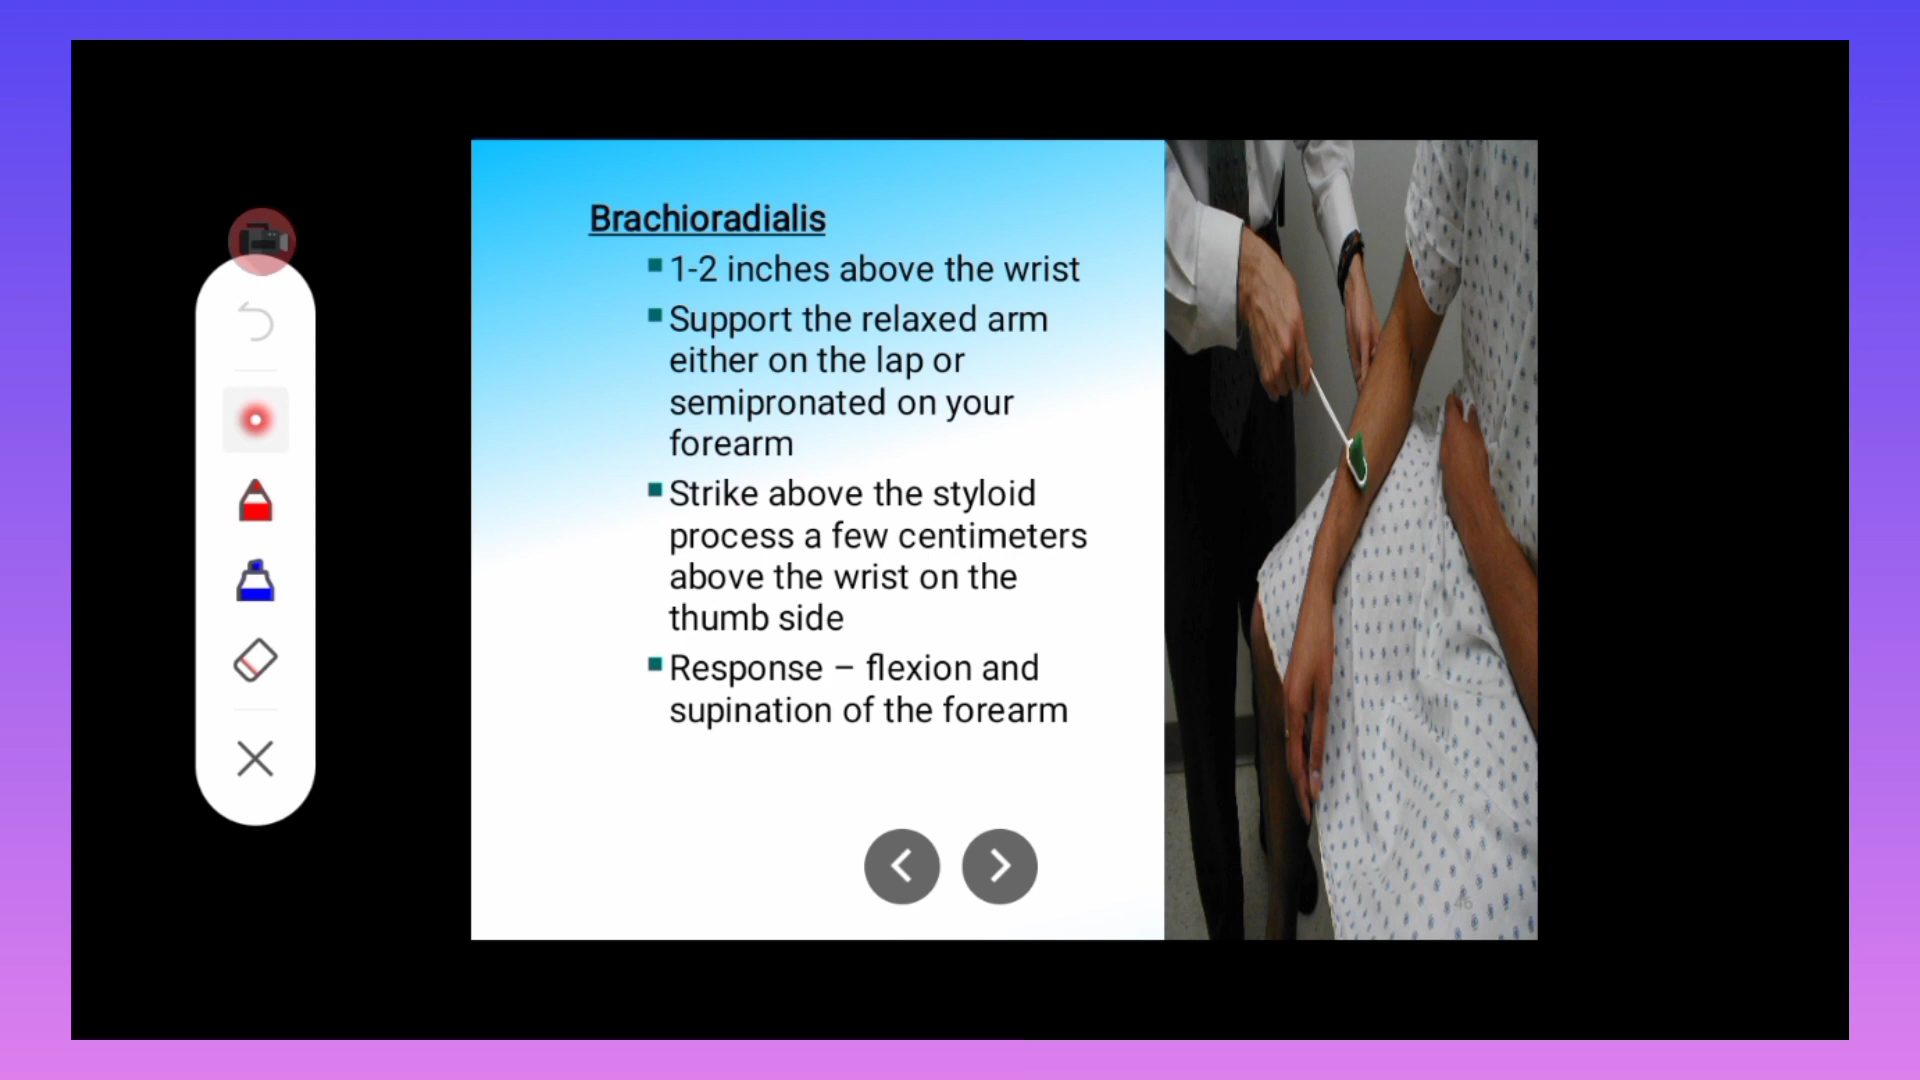 Brachioradialis
1-2 inches above the wrist
Support the relaxed arm
either on the lap or
semipronated on your
forearm
Strike above the styloid
process a few centimeters
above the wrist on the
thumb side
Response – flexion and
supination of the forearm
46